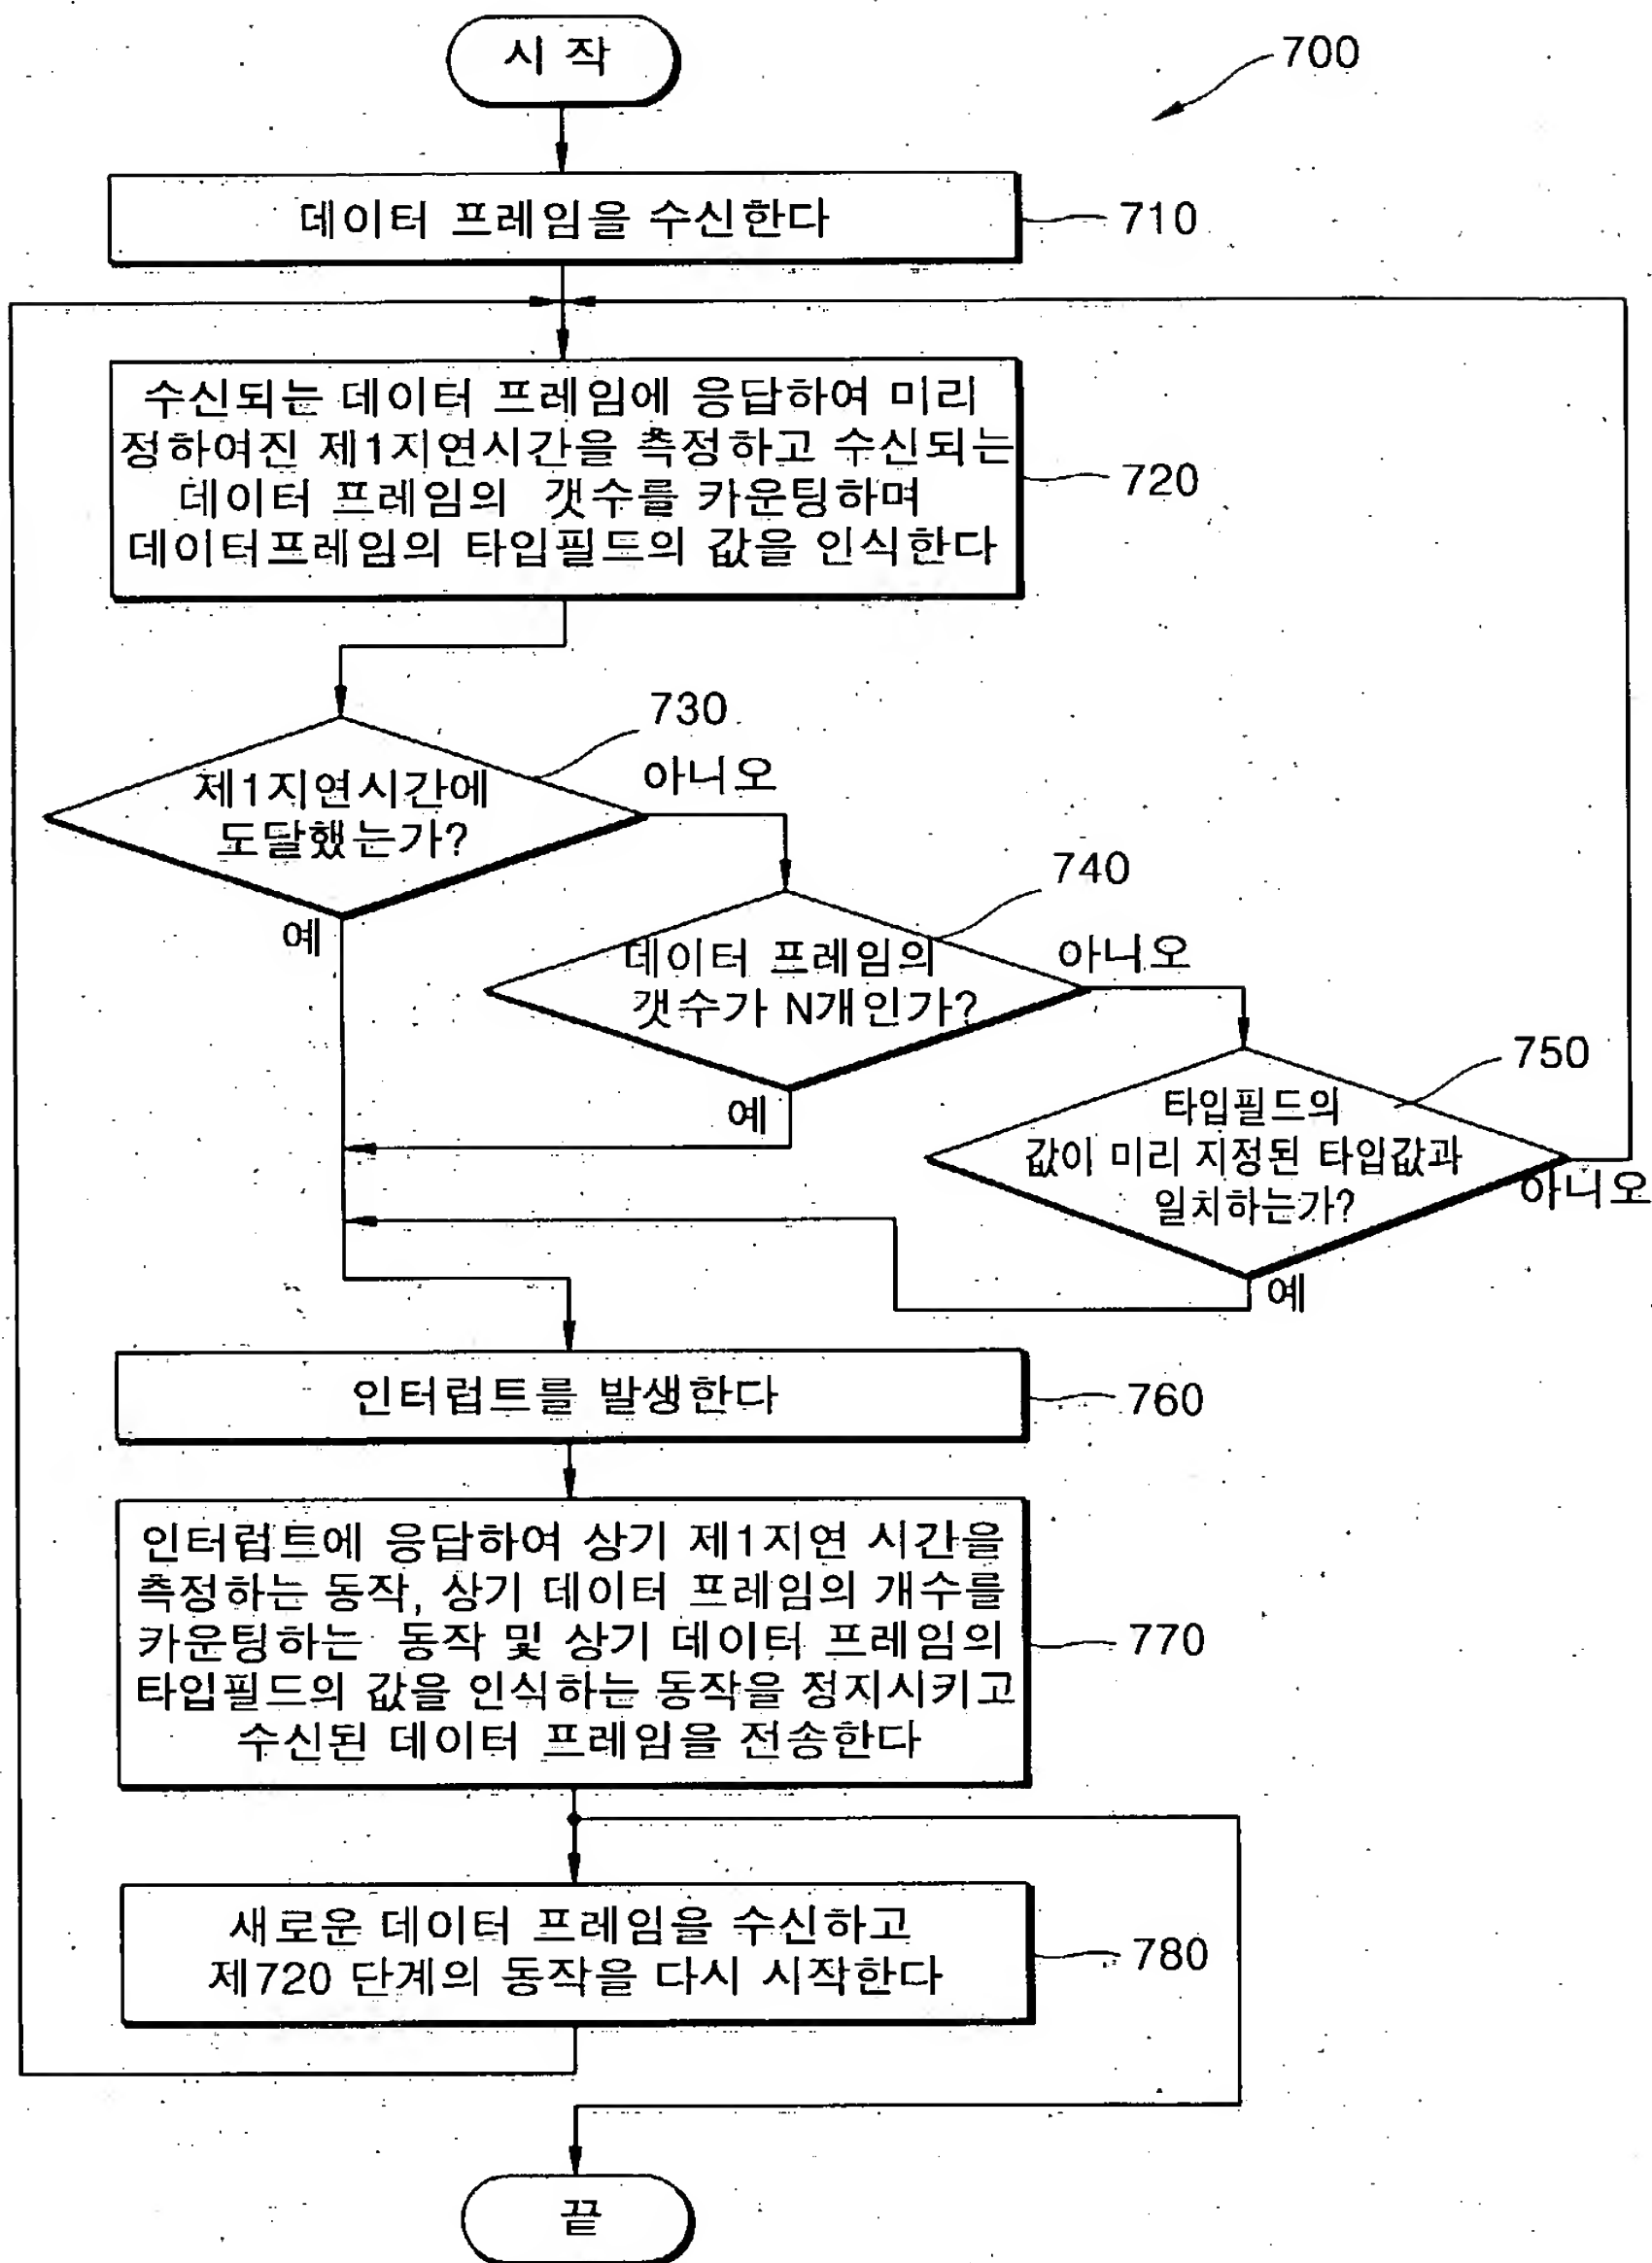 시 작
700
데이터 프레임을 수신한다
710
수신되는 데이터 프레임에 응답하여 미리
정하여진 제1지연시간을 측정하고 수신되는
데이터 프레임의 갯수를 카운팅하며
데이터프레임의 타입필드의 값을 인식한다
720
730
제1지연시간에
도달했는가?
아니오
예
740
데이터 프레임의
갯수가 N개인가?
아니오
예
750
타입필드의
값이 미리 지정된 타입값과
일치하는가?
아니오
예
인터럽트를 발생한다
760
인터럽트에 응답하여 상기 제1지연 시간을
측정하는 동작, 상기 데이터 프레임의 개수를
카운팅하는 동작 및 상기 데이터 프레임의
타입필드의 값을 인식하는 동작을 정지시키고
수신된 데이터 프레임을 전송한다
770
새로운 데이터 프레임을 수신하고
제720 단계의 동작을 다시 시작한다
780
끝